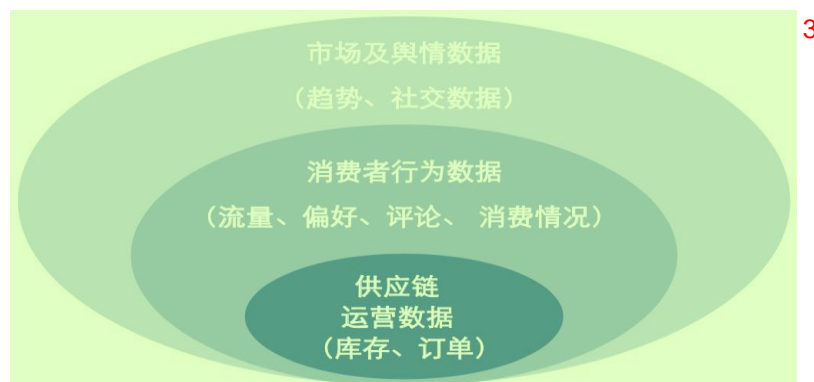 3
市场及舆情数据
（趋势、社交数据）
消费者行为数据
（流量、偏好、评论、 消费情况）
供应链
运营数据
（库存、订单）